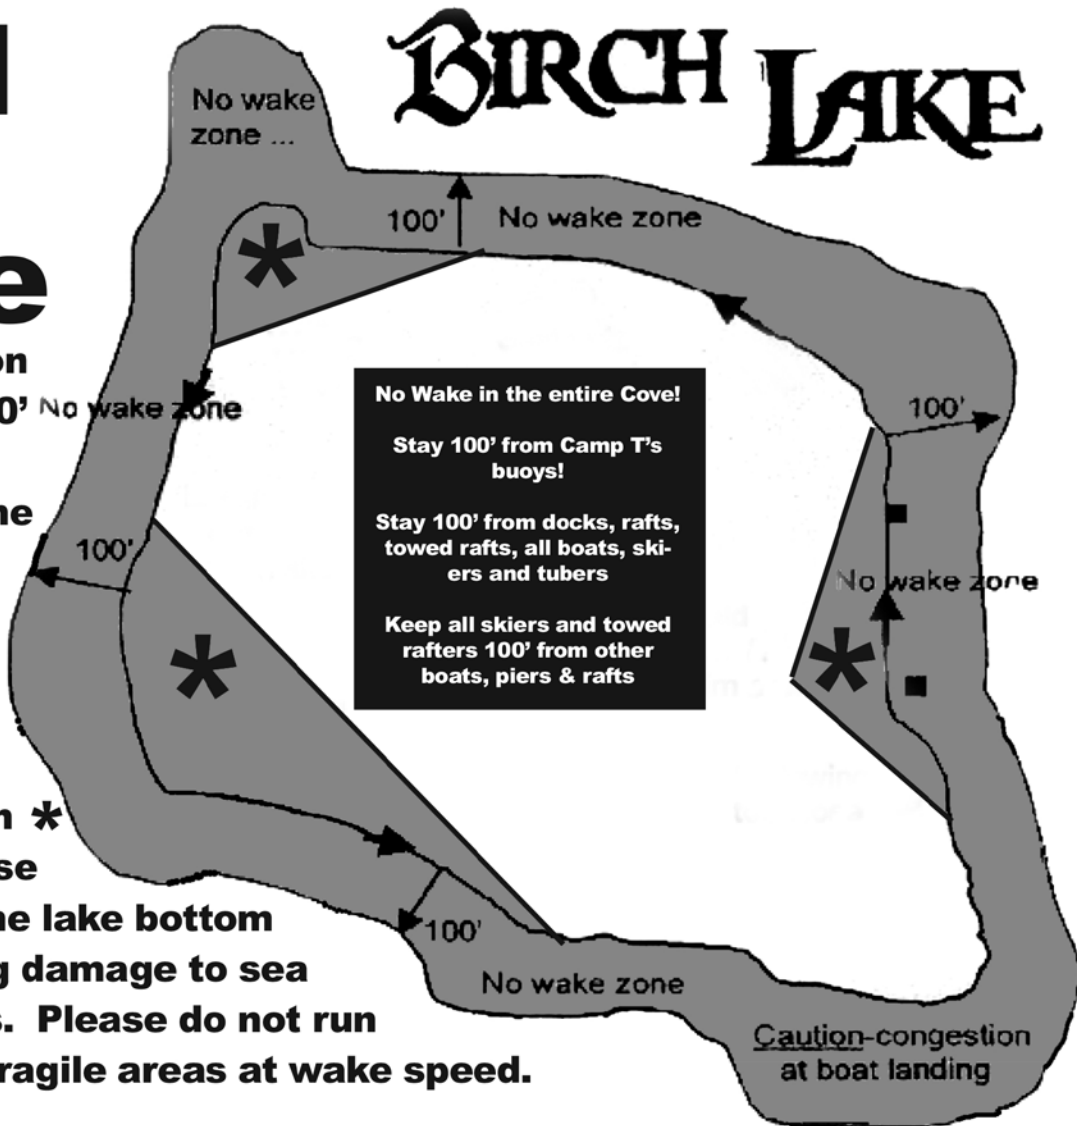 BIRCH LAKE
No wake
zone ...
100’
No wake zone
e
on
0’
No wake zone
No Wake in the entire Cove!
Stay 100’ from Camp T’s
buoys!
Stay 100’ from docks, rafts,
towed rafts, all boats, ski-
ers and tubers
Keep all skiers and towed
rafters 100’ from other
boats, piers & rafts
100’
ne
100’
No wake zone
*
*
*
n *
se
ne lake bottom
g damage to sea
s. Please do not run
ragile areas at wake speed.
100’
No wake zone
Caution-congestion
at boat landing